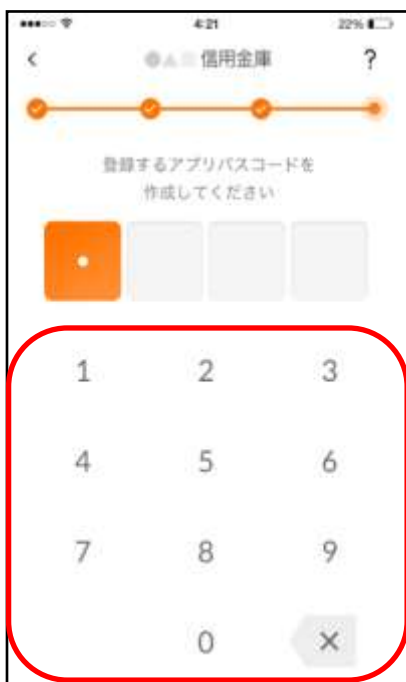 4:21 22%
< ●▲■ 信用金庫 ?
登録するアプリパスコードを
作成してください
1 2 3
4 5 6
7 8 9
0 ×